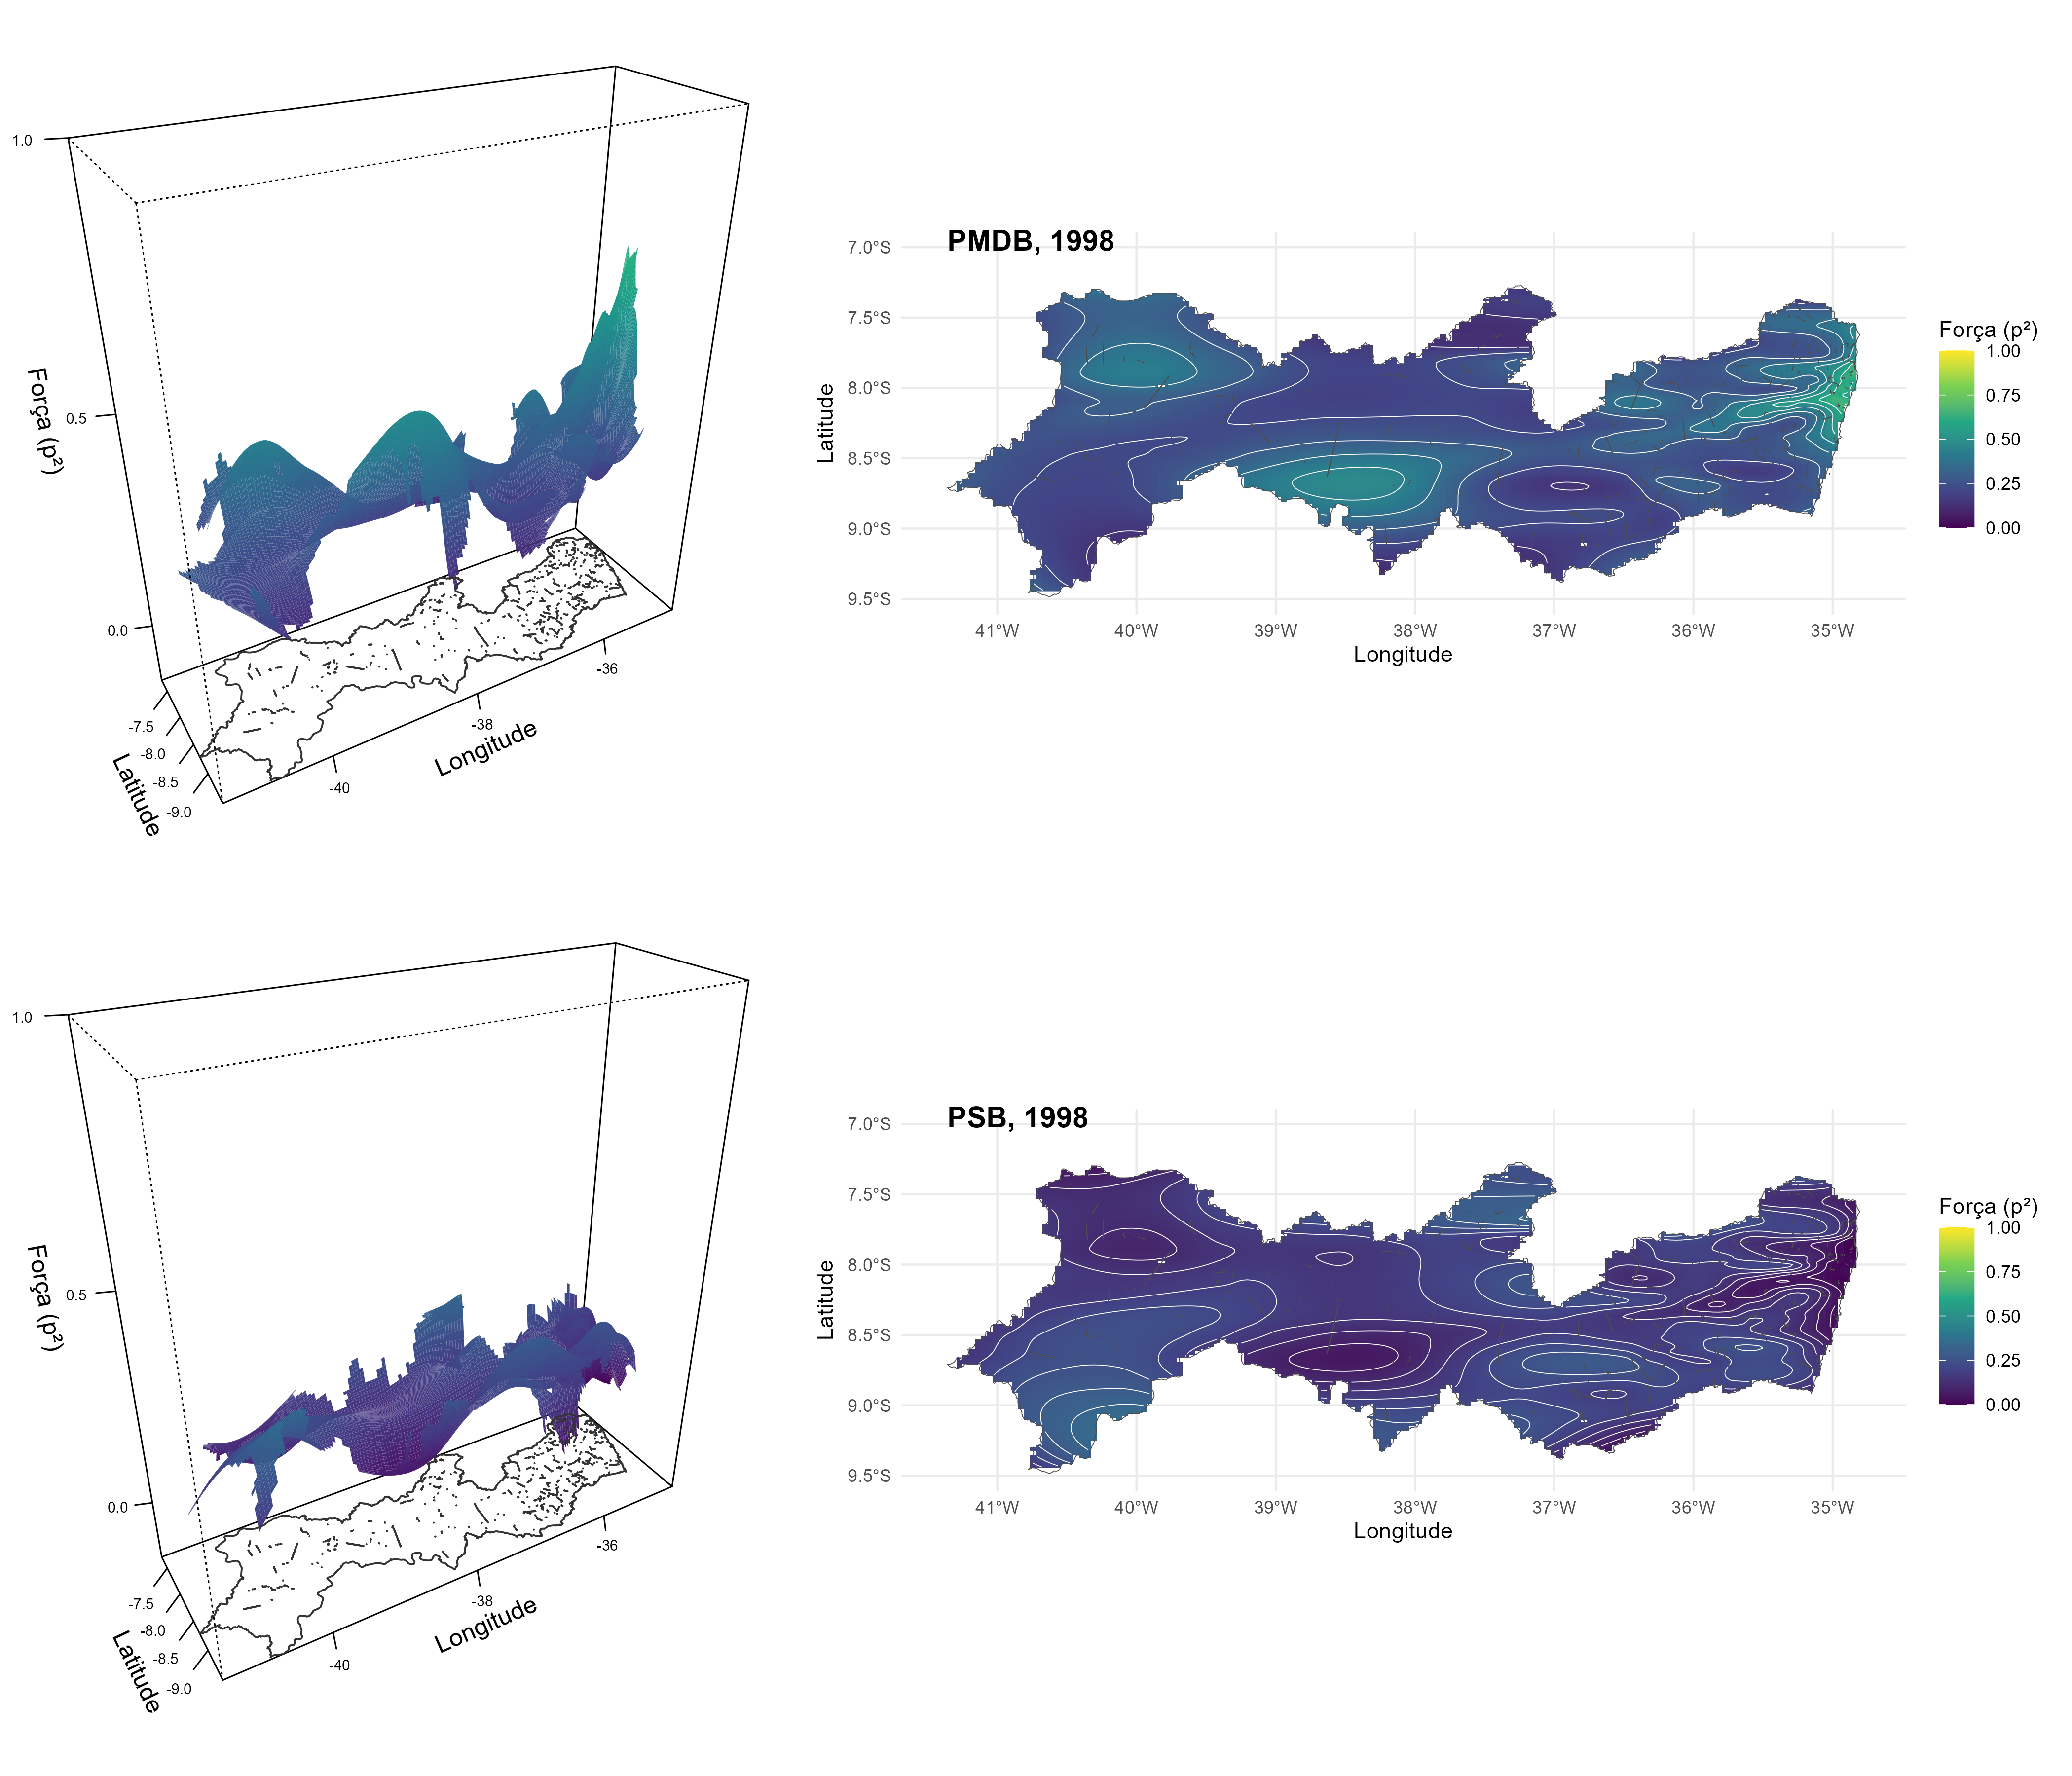 1.0
0.5
0.0
Força (p²)
-7.5
-8.0
-8.5
-9.0
Latitude
-40
-38
-36
Longitude
PMDB, 1998
7.0°S
7.5°S
8.0°S
8.5°S
9.0°S
9.5°S
Latitude
41°W 40°W 39°W 38°W 37°W 36°W 35°W
Longitude
Força (p²)
1.00
0.75
0.50
0.25
0.00
1.0
0.5
0.0
Força (p²)
-7.5
-8.0
-8.5
-9.0
Latitude
-40
-38
-36
Longitude
PSB, 1998
7.0°S
7.5°S
8.0°S
8.5°S
9.0°S
9.5°S
Latitude
41°W 40°W 39°W 38°W 37°W 36°W 35°W
Longitude
Força (p²)
1.00
0.75
0.50
0.25
0.00